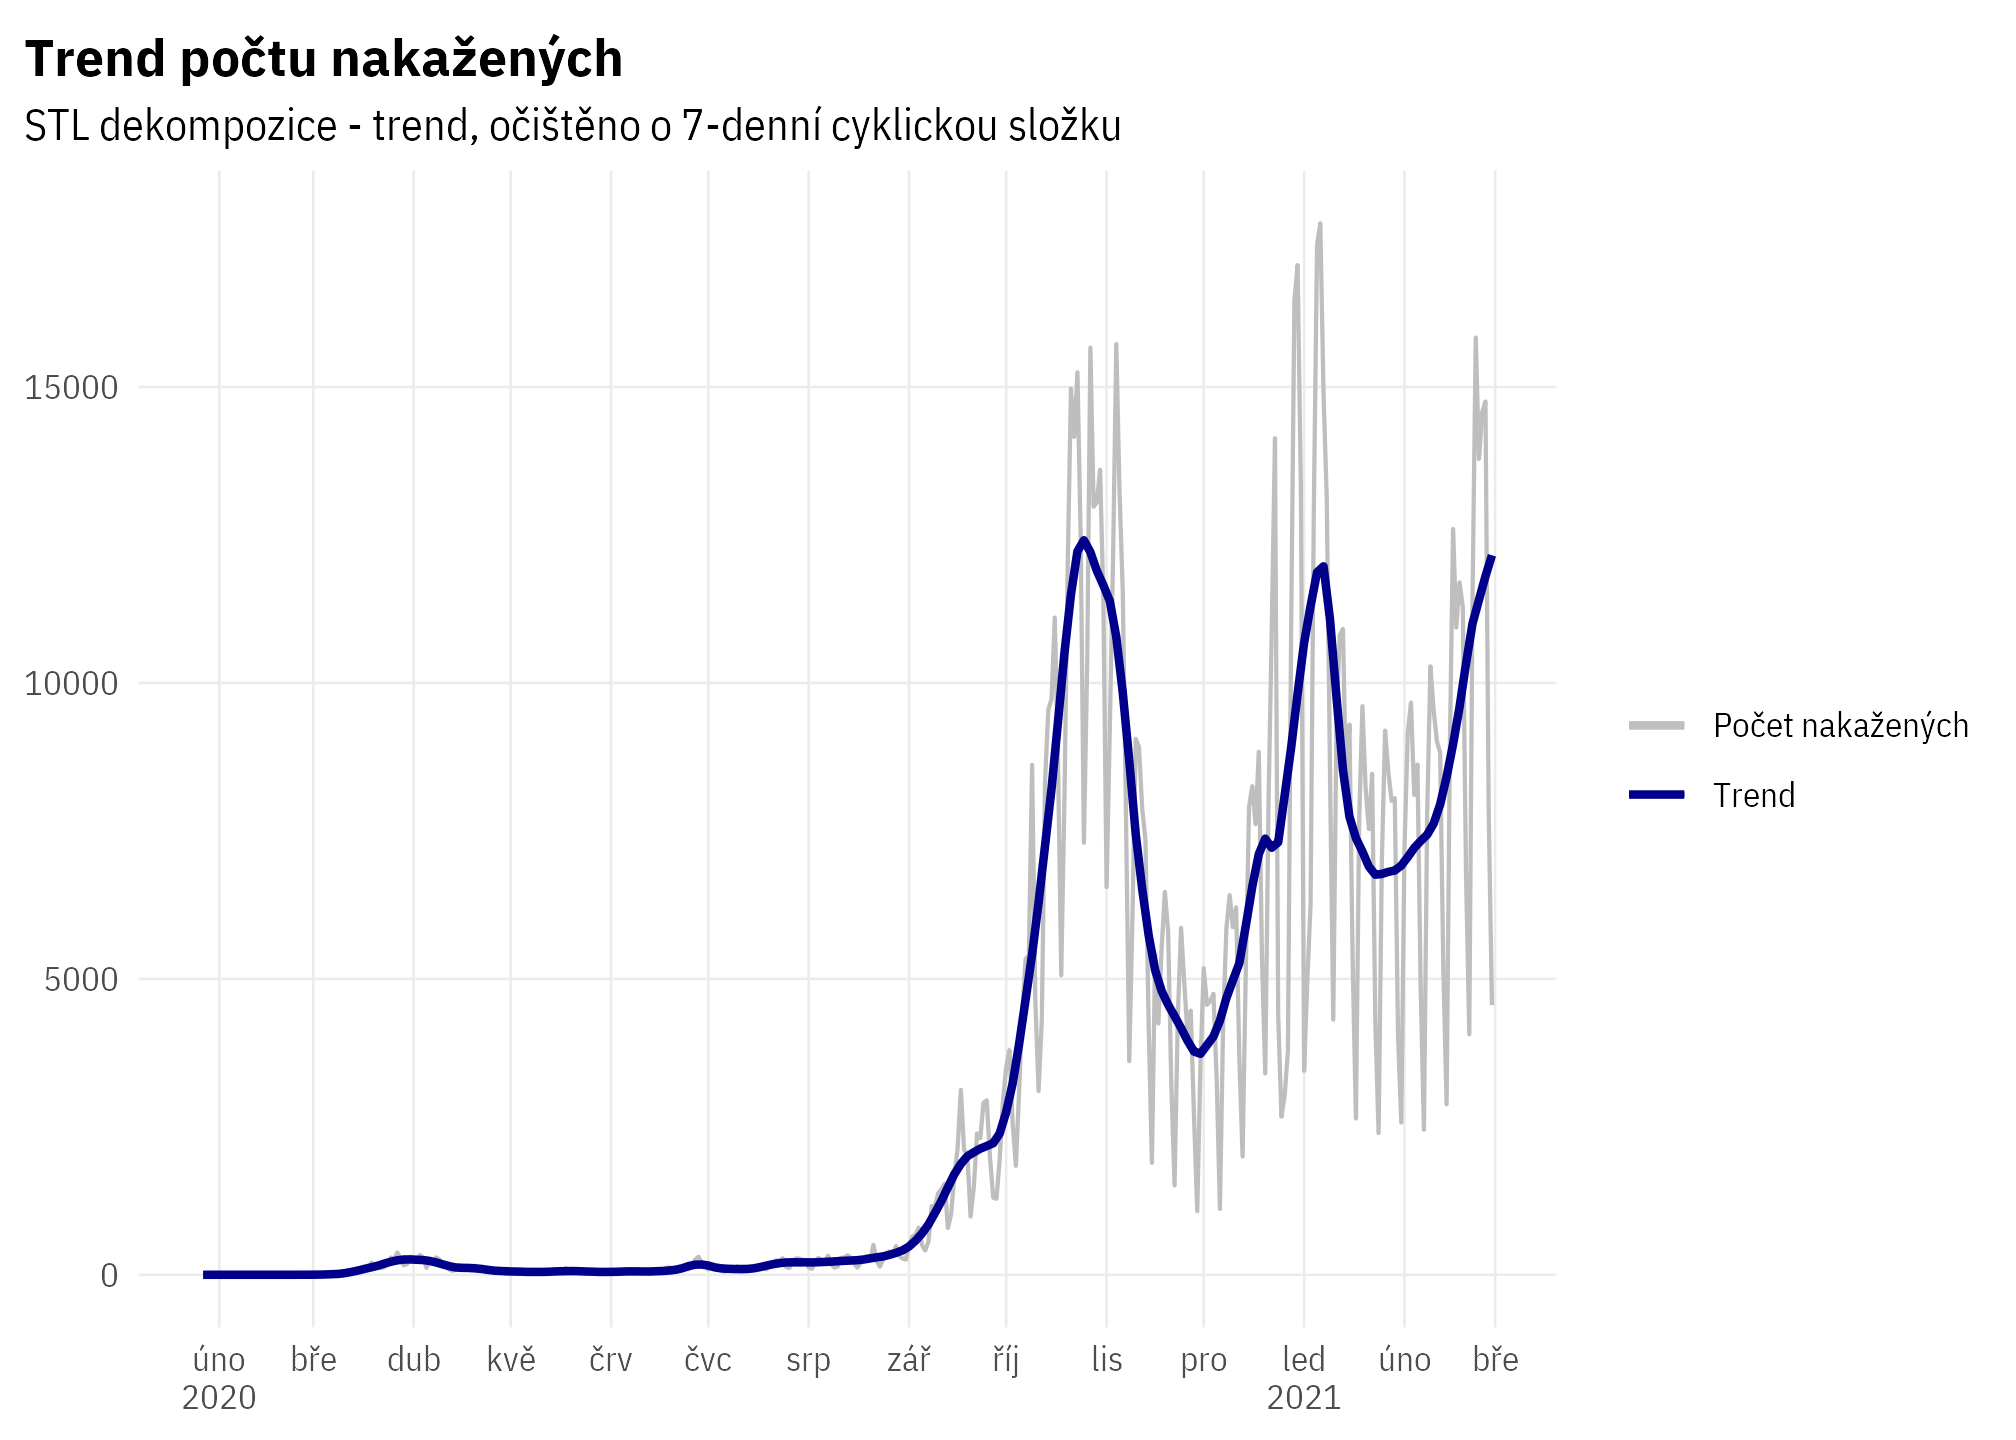 Trend počtu nakažených
STL dekompozice - trend, očištěno o 7-denní cyklickou složku
15000
10000
5000
0
úno bře dub kvě črv čvc srp zář říj lis pro led úno bře
2020 2021
Počet nakažených
Trend